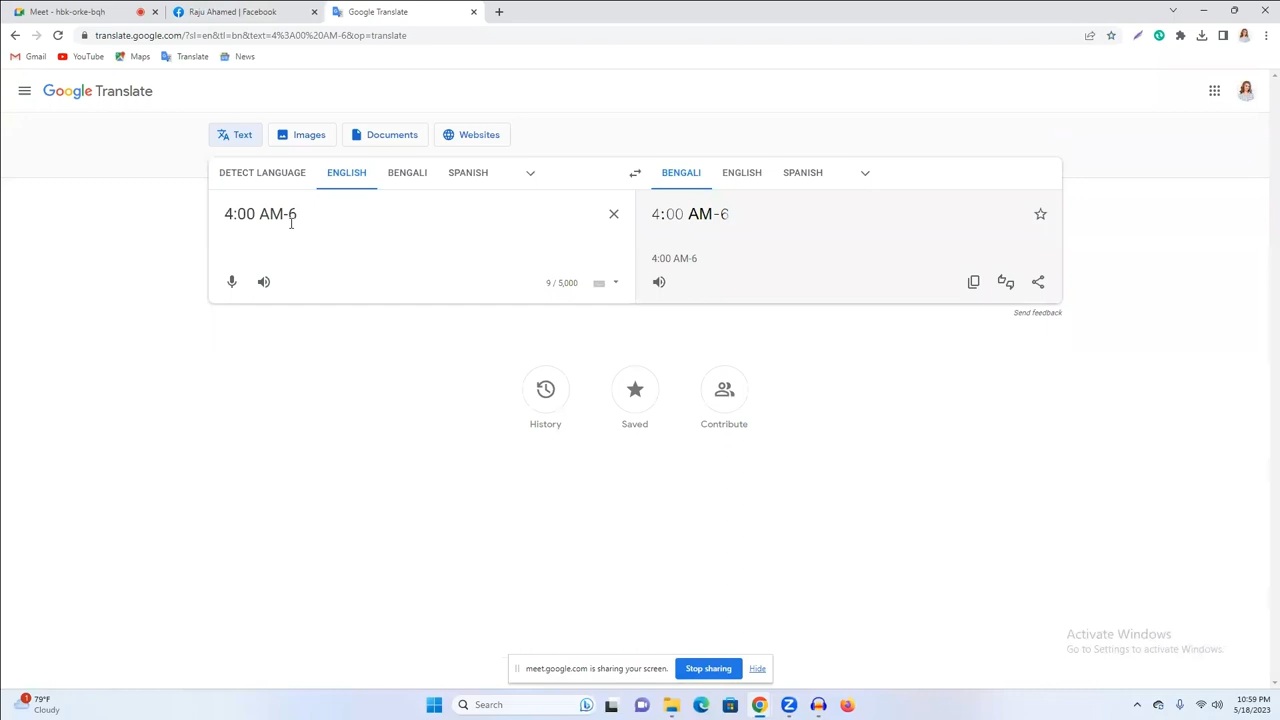 Meet - hbk-orke-bqh
Raju Ahamed | Facebook
Google Translate
translate.google.com/?sl=en&tl=bn&text=4%3A00%20AM-6&op=translate
Gmail
YouTube
Maps
Translate
News
Google Translate
Text
Images
Documents
Websites
DETECT LANGUAGE
ENGLISH
BENGALI
SPANISH
BENGALI
ENGLISH
SPANISH
4:00 AM-6
4:00 AM-6
4:00 AM-6
9 / 5,000
Send feedback
History
Saved
Contribute
Activate Windows
Go to Settings to activate Windows.
meet.google.com is sharing your screen.
Stop sharing
Hide
1
79°F
Cloudy
Search
10:59 PM
5/18/2023